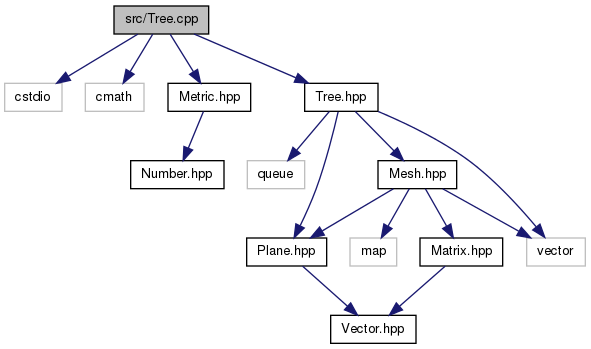 src/Tree.cpp
cstdio
cmath
Metric.hpp
Tree.hpp
Number.hpp
queue
Mesh.hpp
Plane.hpp
map
Matrix.hpp
vector
Vector.hpp